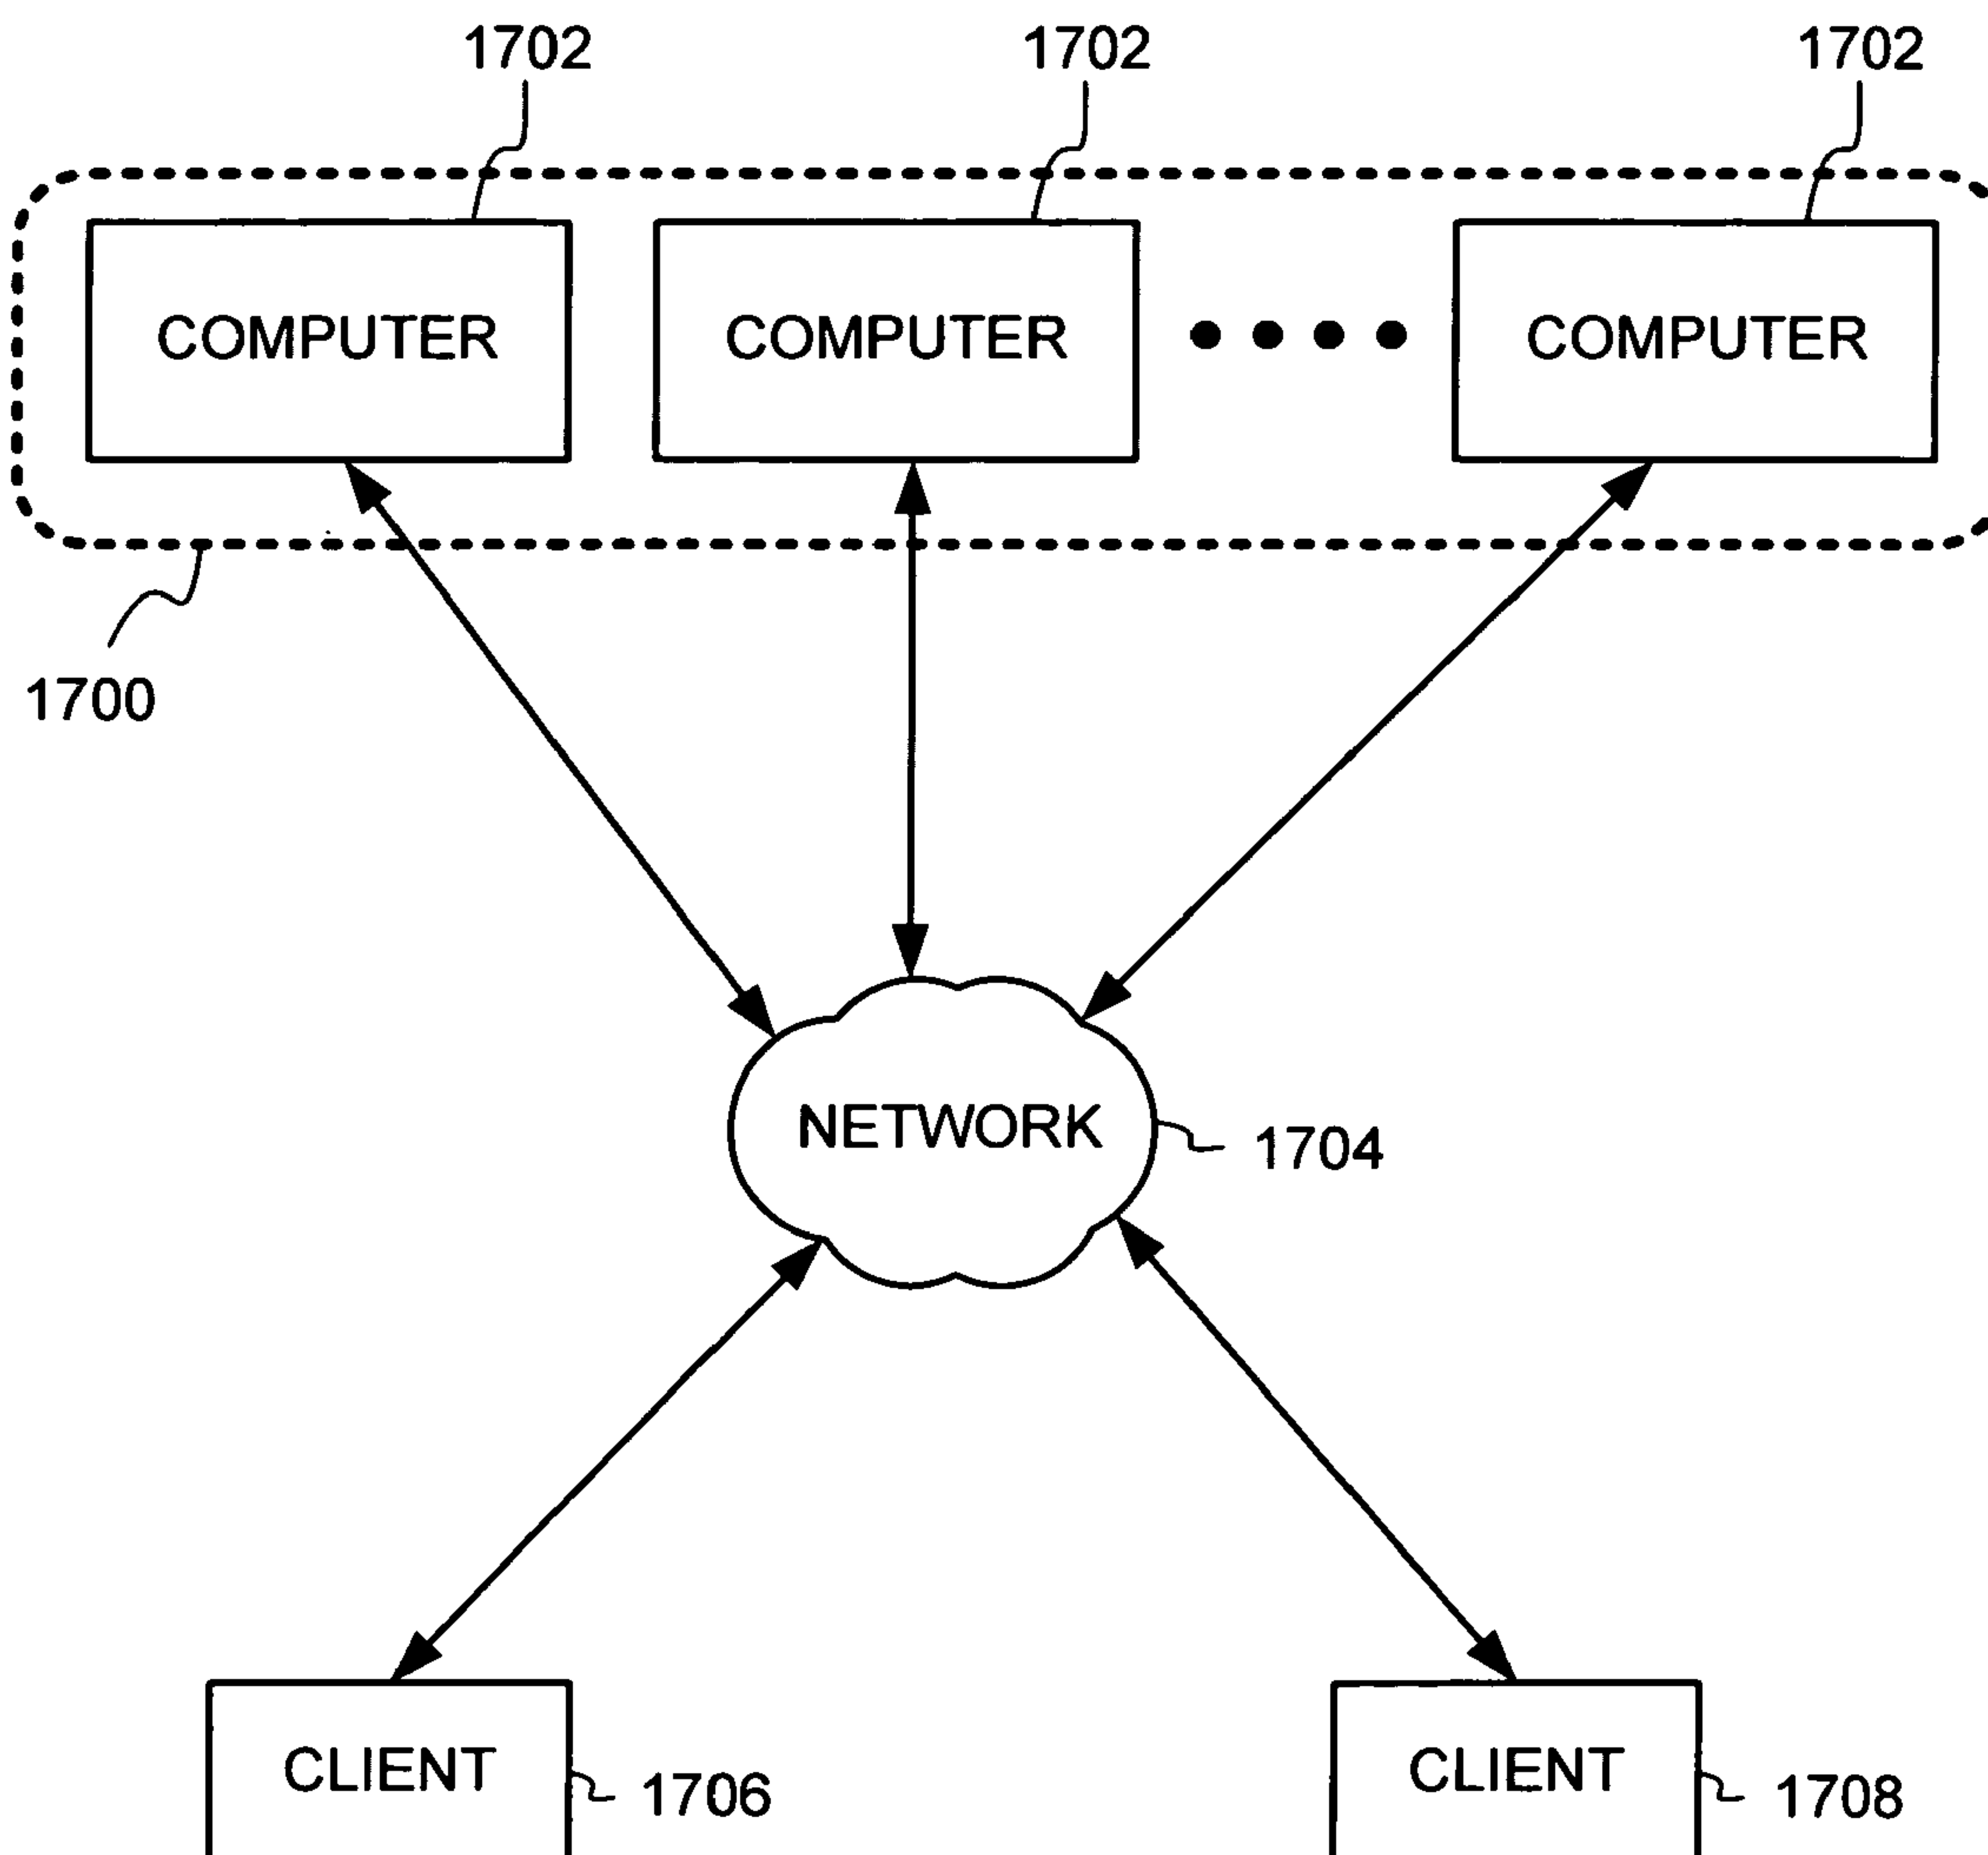 1702 1702 1702
COMPUTER COMPUTER COMPUTER
1700
NETWORK 1704
CLIENT 1706 CLIENT 1708